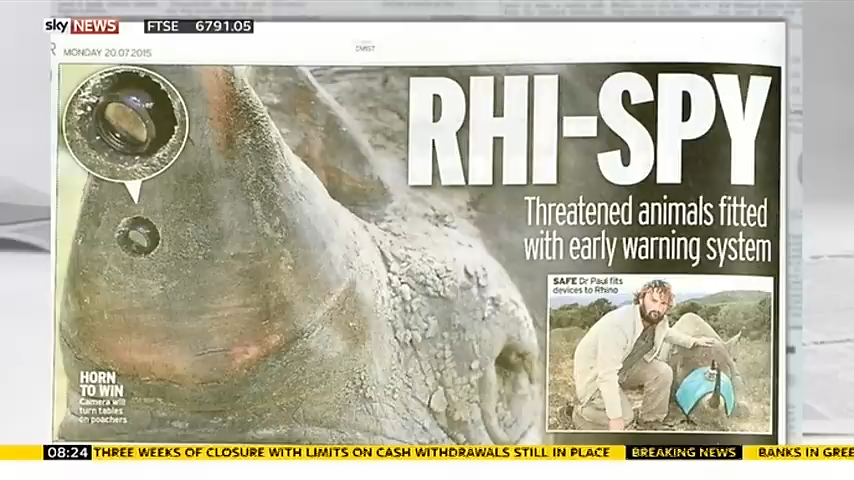 sky NEWS FTSE 6791.05
R MONDAY 20.07.2015
RHI-SPY
Threatened animals fitted
with early warning system
SAFE Dr Paul fits
devices to Rhino
HORN
TO WIN
Camera will
turn tables
on poachers
08:24 THREE WEEKS OF CLOSURE WITH LIMITS ON CASH WITHDRAWALS STILL IN PLACE BREAKING NEWS BANKS IN GREE